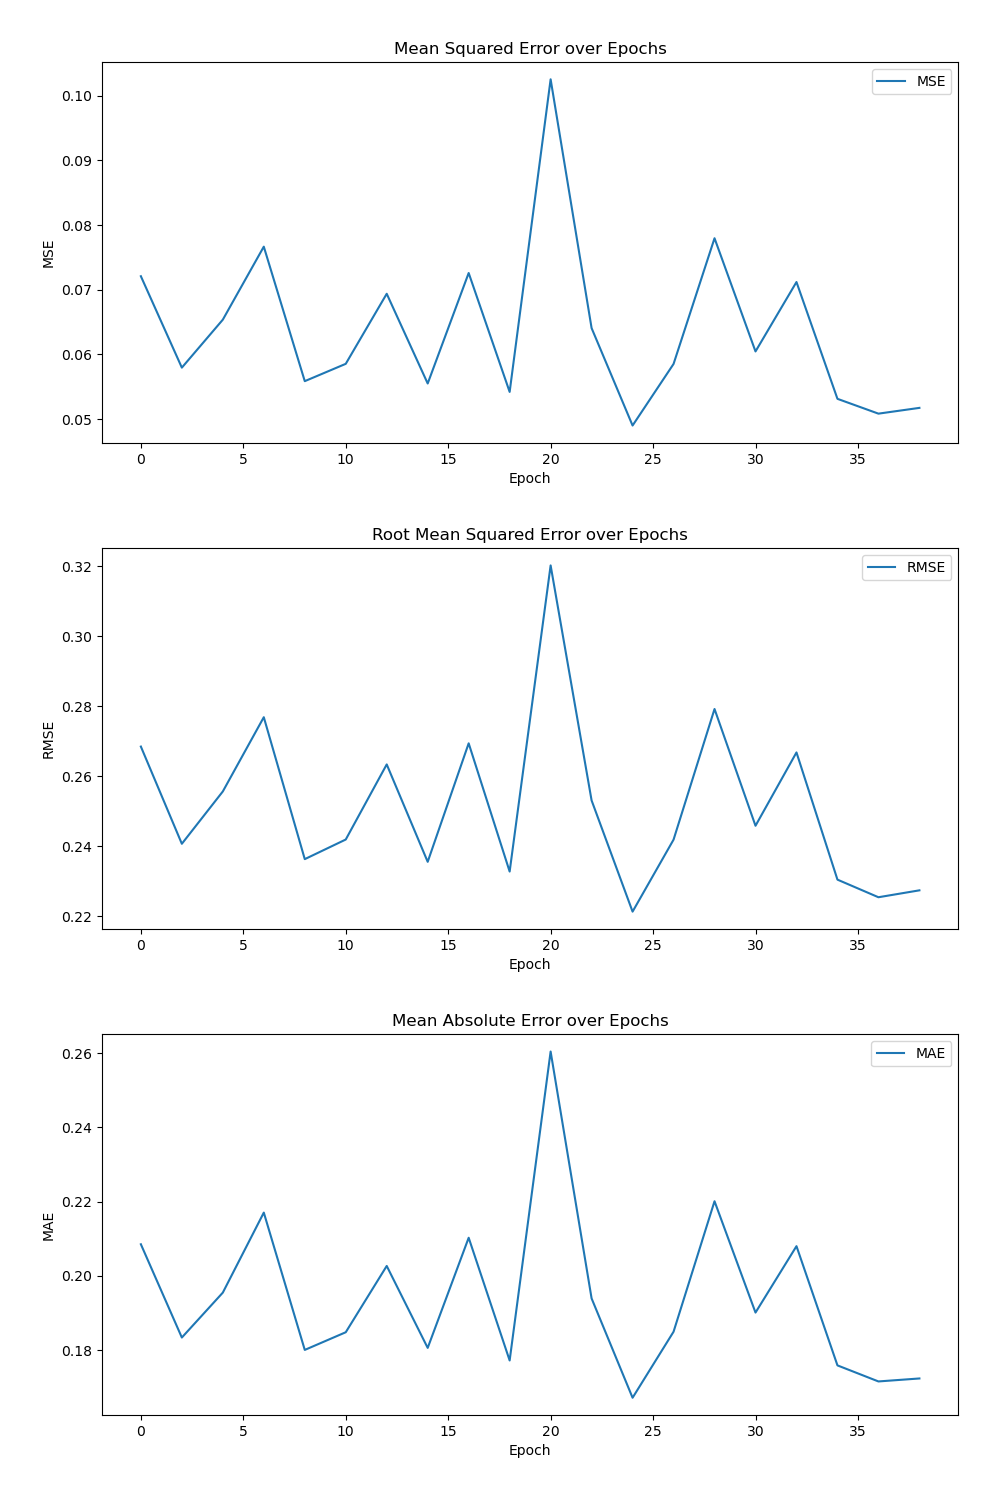 Mean Squared Error over Epochs
MSE
0.10
0.09
0.08
0.07
0.06
0.05
MSE
0 5 10 15 20 25 30 35
Epoch
Root Mean Squared Error over Epochs
RMSE
0.32
0.30
0.28
0.26
0.24
0.22
RMSE
0 5 10 15 20 25 30 35
Epoch
Mean Absolute Error over Epochs
MAE
0.26
0.24
0.22
0.20
0.18
MAE
0 5 10 15 20 25 30 35
Epoch